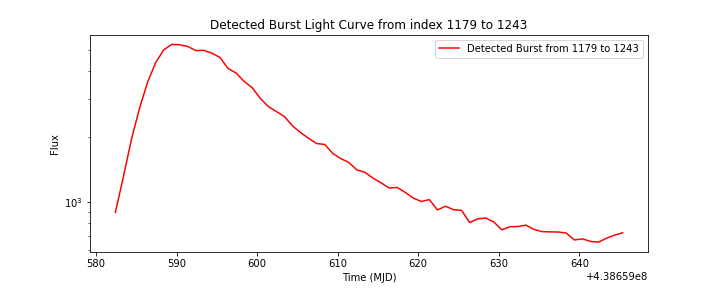 Detected Burst Light Curve from index 1179 to 1243
Detected Burst from 1179 to 1243
Flux
10³
580 590 600 610 620 630 640
Time (MJD)
+4.38659e8